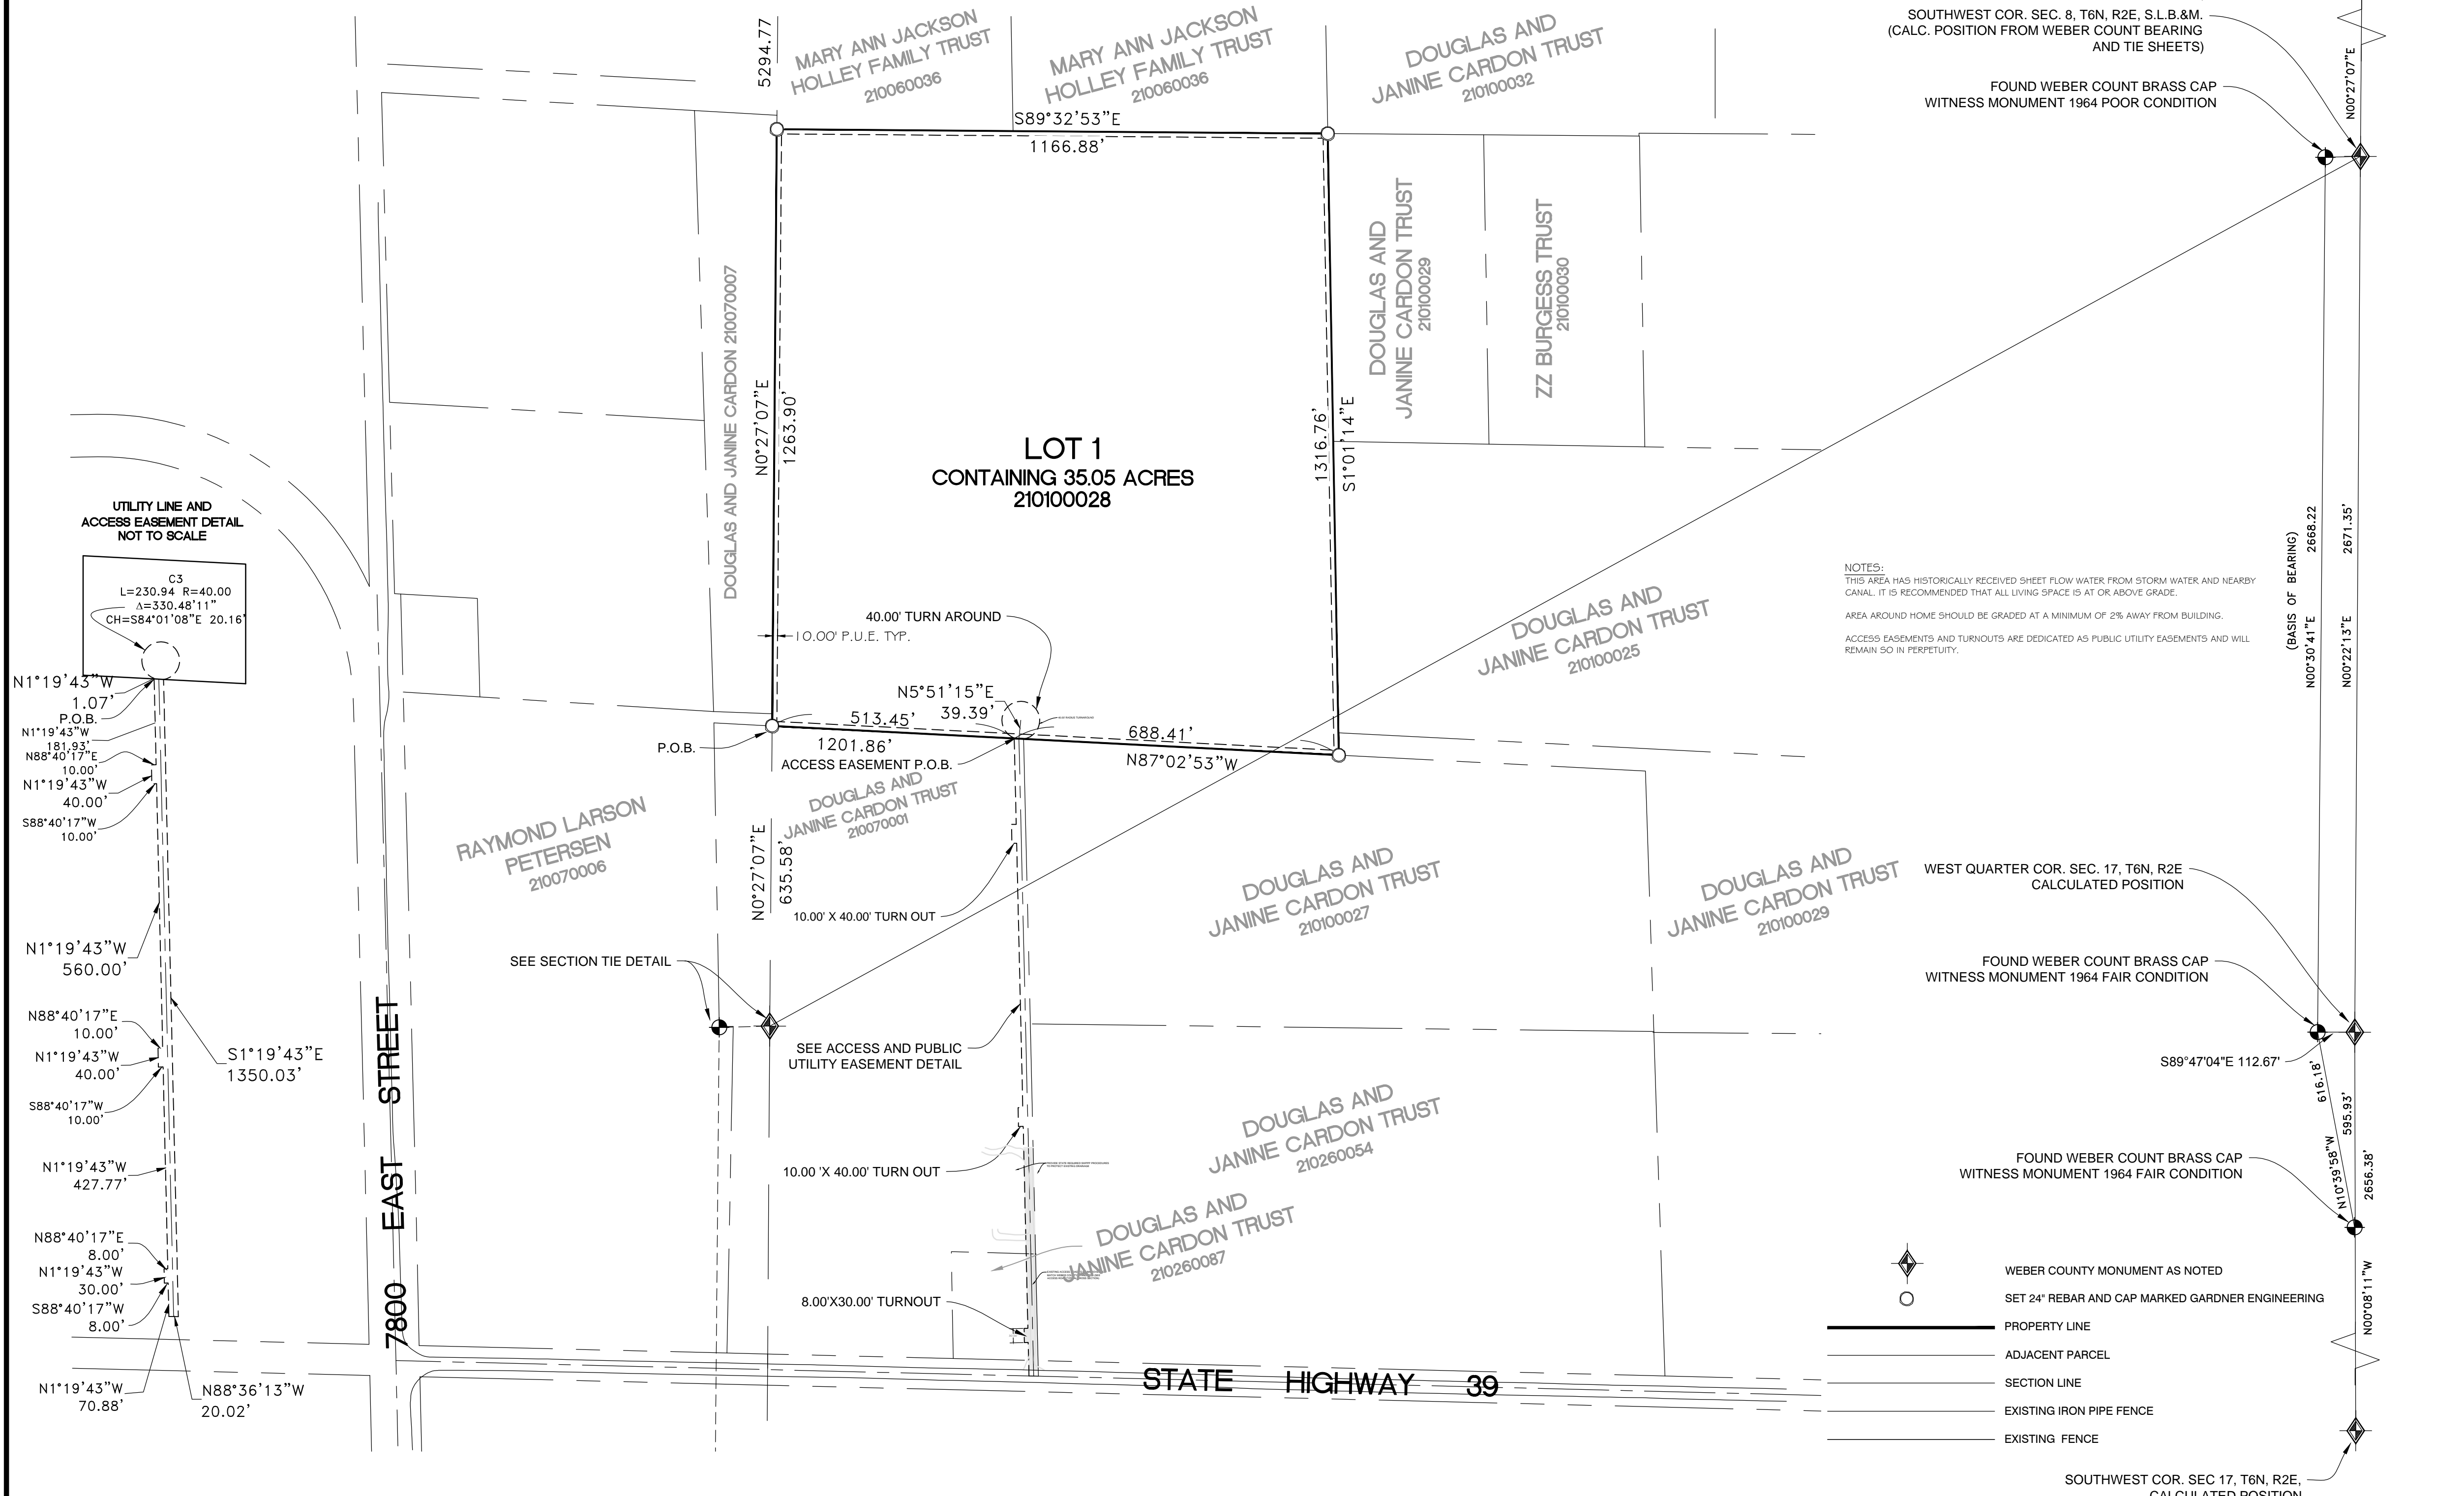 5294.77
MARY ANN JACKSON
HOLLEY FAMILY TRUST
210060036
MARY ANN JACKSON
HOLLEY FAMILY TRUST
210060036
DOUGLAS AND
JANINE CARDON TRUST
210100032
SOUTHWEST COR. SEC. 8, T6N, R2E, S.L.B.&M.
(CALC. POSITION FROM WEBER COUNT BEARING
AND TIE SHEETS)
FOUND WEBER COUNT BRASS CAP
WITNESS MONUMENT 1964 POOR CONDITION
N00°27'07"E
S89°32'53"E
1166.88'
DOUGLAS AND JANINE CARDON 210070007
N0°27'07"E
1263.90'
LOT 1
CONTAINING 35.05 ACRES
210100028
1316.76'
S1°01'14"E
DOUGLAS AND
JANINE CARDON TRUST
210100029
ZZ BURGESS TRUST
210100030
UTILITY LINE AND
ACCESS EASEMENT DETAIL
NOT TO SCALE
C3
L=230.94 R=40.00
Δ=330.48'11"
CH=S84°01'08"E 20.16'
N1°19'43"W
1.07'
P.O.B.
N1°19'43"W
181.93'
N88°40'17"E
10.00'
N1°19'43"W
40.00'
S88°40'17"W
10.00'
N1°19'43"W
560.00'
N88°40'17"E
10.00'
N1°19'43"W
40.00'
S88°40'17"W
10.00'
S1°19'43"E
1350.03'
N1°19'43"W
427.77'
N88°40'17"E
8.00'
N1°19'43"W
30.00'
S88°40'17"W
8.00'
N1°19'43"W
70.88'
N88°36'13"W
20.02'
7800 EAST STREET
40.00' TURN AROUND
10.00' P.U.E. TYP.
N5°51'15"E
39.39'
513.45'
688.41'
P.O.B.
1201.86'
ACCESS EASEMENT P.O.B.
N87°02'53"W
DOUGLAS AND
JANINE CARDON TRUST
210100025
DOUGLAS AND
JANINE CARDON TRUST
210070001
RAYMOND LARSON
PETERSEN
210070006
N0°27'07"E
635.58'
10.00' X 40.00' TURN OUT
DOUGLAS AND
JANINE CARDON TRUST
210100027
DOUGLAS AND
JANINE CARDON TRUST
210100029
SEE SECTION TIE DETAIL
SEE ACCESS AND PUBLIC
UTILITY EASEMENT DETAIL
DOUGLAS AND
JANINE CARDON TRUST
210260054
10.00 'X 40.00' TURN OUT
DOUGLAS AND
JANINE CARDON TRUST
210260087
8.00'X30.00' TURNOUT
STATE HIGHWAY 39
NOTES:
THIS AREA HAS HISTORICALLY RECEIVED SHEET FLOW WATER FROM STORM WATER AND NEARBY
CANAL. IT IS RECOMMENDED THAT ALL LIVING SPACE IS AT OR ABOVE GRADE.
AREA AROUND HOME SHOULD BE GRADED AT A MINIMUM OF 2% AWAY FROM BUILDING.
ACCESS EASEMENTS AND TURNOUTS ARE DEDICATED AS PUBLIC UTILITY EASEMENTS AND WILL
REMAIN SO IN PERPETUITY.
(BASIS OF BEARING)
N00°30'41"E 2668.22
N00°22'13"E 2671.35'
WEST QUARTER COR. SEC. 17, T6N, R2E
CALCULATED POSITION
FOUND WEBER COUNT BRASS CAP
WITNESS MONUMENT 1964 FAIR CONDITION
S89°47'04"E 112.67'
616.18'
N10°39'58"W
595.93'
2656.38'
FOUND WEBER COUNT BRASS CAP
WITNESS MONUMENT 1964 FAIR CONDITION
N00°08'11"W
WEBER COUNTY MONUMENT AS NOTED
SET 24" REBAR AND CAP MARKED GARDNER ENGINEERING
PROPERTY LINE
ADJACENT PARCEL
SECTION LINE
EXISTING IRON PIPE FENCE
EXISTING FENCE
SOUTHWEST COR. SEC 17, T6N, R2E,
CALCULATED POSITION